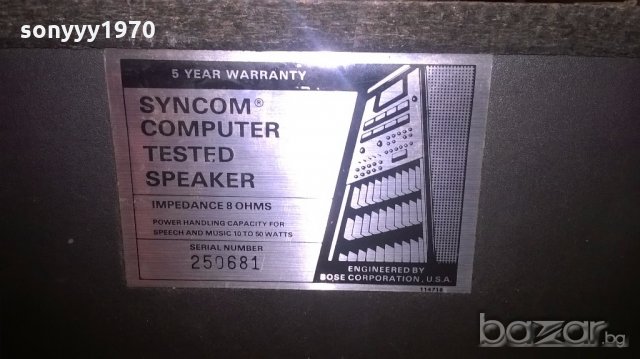 sonyyy1970
5 YEAR WARRANTY
SYNCOM®
COMPUTER
TESTED
SPEAKER
IMPEDANCE 8 OHMS
POWER HANDLING CAPACITY FOR
SPEECH AND MUSIC 10 TO 50 WATTS
SERIAL NUMBER
250681
ENGINEERED BY
BOSE CORPORATION, U.S.A.
114718
bazar.bg